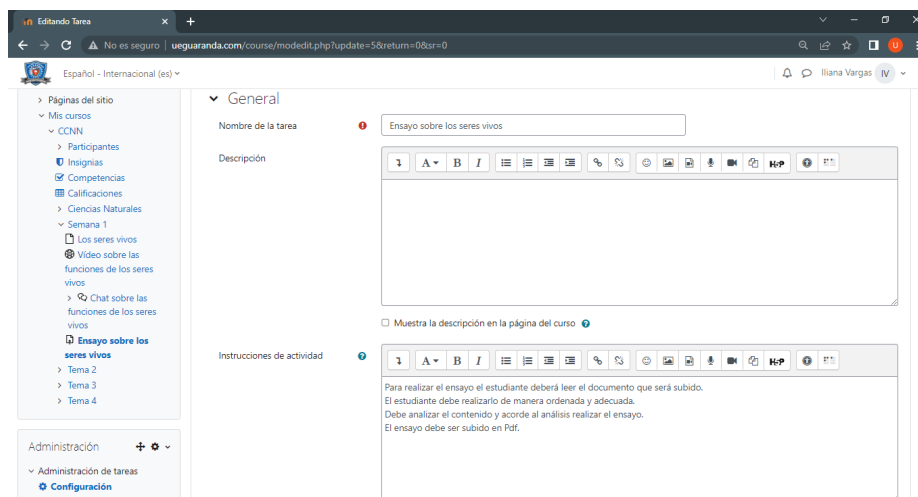 Editando Tarea
No es seguro | ueguaranda.com/course/modedit.php?update=5&return=0&sr=0
U
Español - Internacional (es)
Iliana Vargas IV
Páginas del sitio
Mis cursos
CCNN
Participantes
Insignias
Competencias
Calificaciones
Ciencias Naturales
Semana 1
Los seres vivos
Vídeo sobre las
funciones de los seres
vivos
Chat sobre las
funciones de los seres
vivos
Ensayo sobre los
seres vivos
Tema 2
Tema 3
Tema 4
Administración
Administración de tareas
Configuración
General
Nombre de la tarea
Ensayo sobre los seres vivos
Descripción
A B I H-P
Muestra la descripción en la página del curso
Instrucciones de actividad
A B I H-P
Para realizar el ensayo el estudiante deberá leer el documento que será subido.
El estudiante debe realizarlo de manera ordenada y adecuada.
Debe analizar el contenido y acorde al análisis realizar el ensayo.
El ensayo debe ser subido en Pdf.